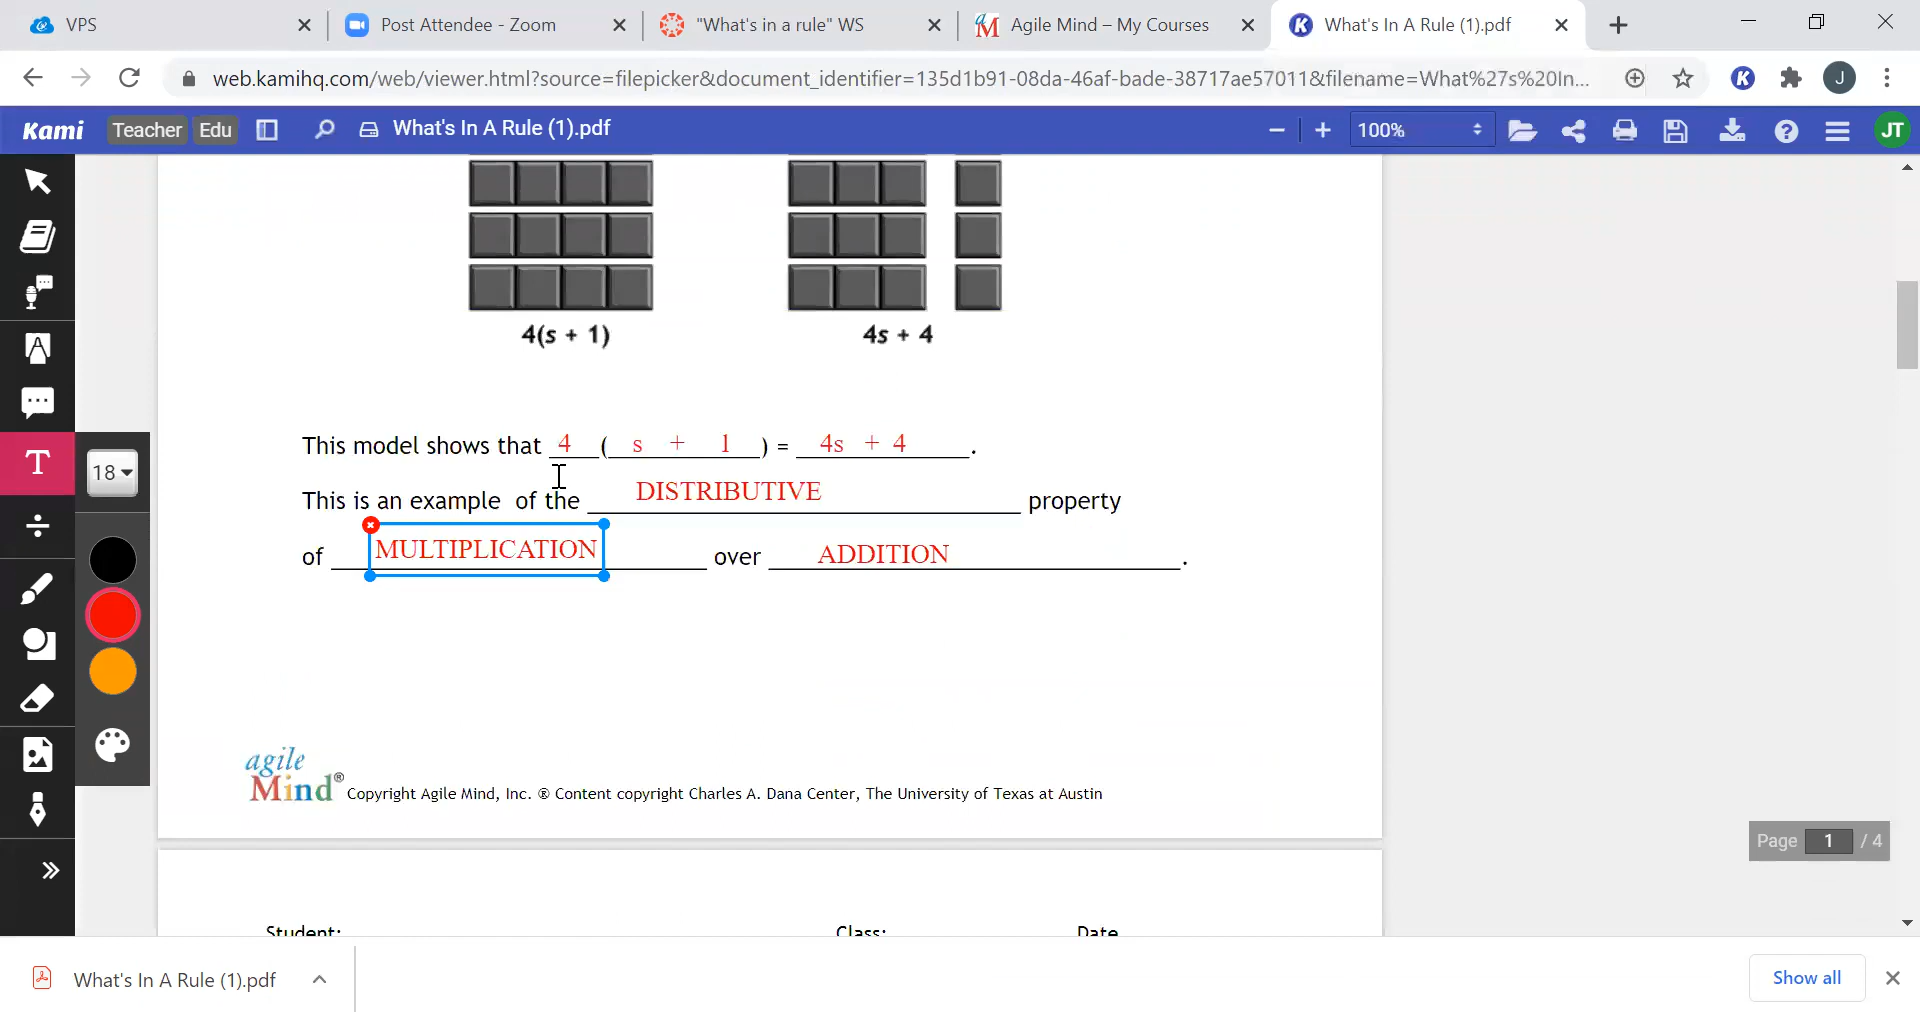 VPS
Post Attendee - Zoom
"What's in a rule" WS
Agile Mind – My Courses
What's In A Rule (1).pdf
web.kamihq.com/web/viewer.html?source=filepicker&document_identifier=135d1b91-08da-46af-bade-38717ae57011&filename=What%27s%20In...
J
Kami Teacher Edu What's In A Rule (1).pdf 100% JT
4(s + 1) 4s + 4
This model shows that 4 ( s + 1 ) = 4s + 4 .
This is an example of the DISTRIBUTIVE property
of MULTIPLICATION over ADDITION .
T 18
agile
Mind® Copyright Agile Mind, Inc. ® Content copyright Charles A. Dana Center, The University of Texas at Austin
Page 1 / 4
Student: Class: Date
What's In A Rule (1).pdf
Show all